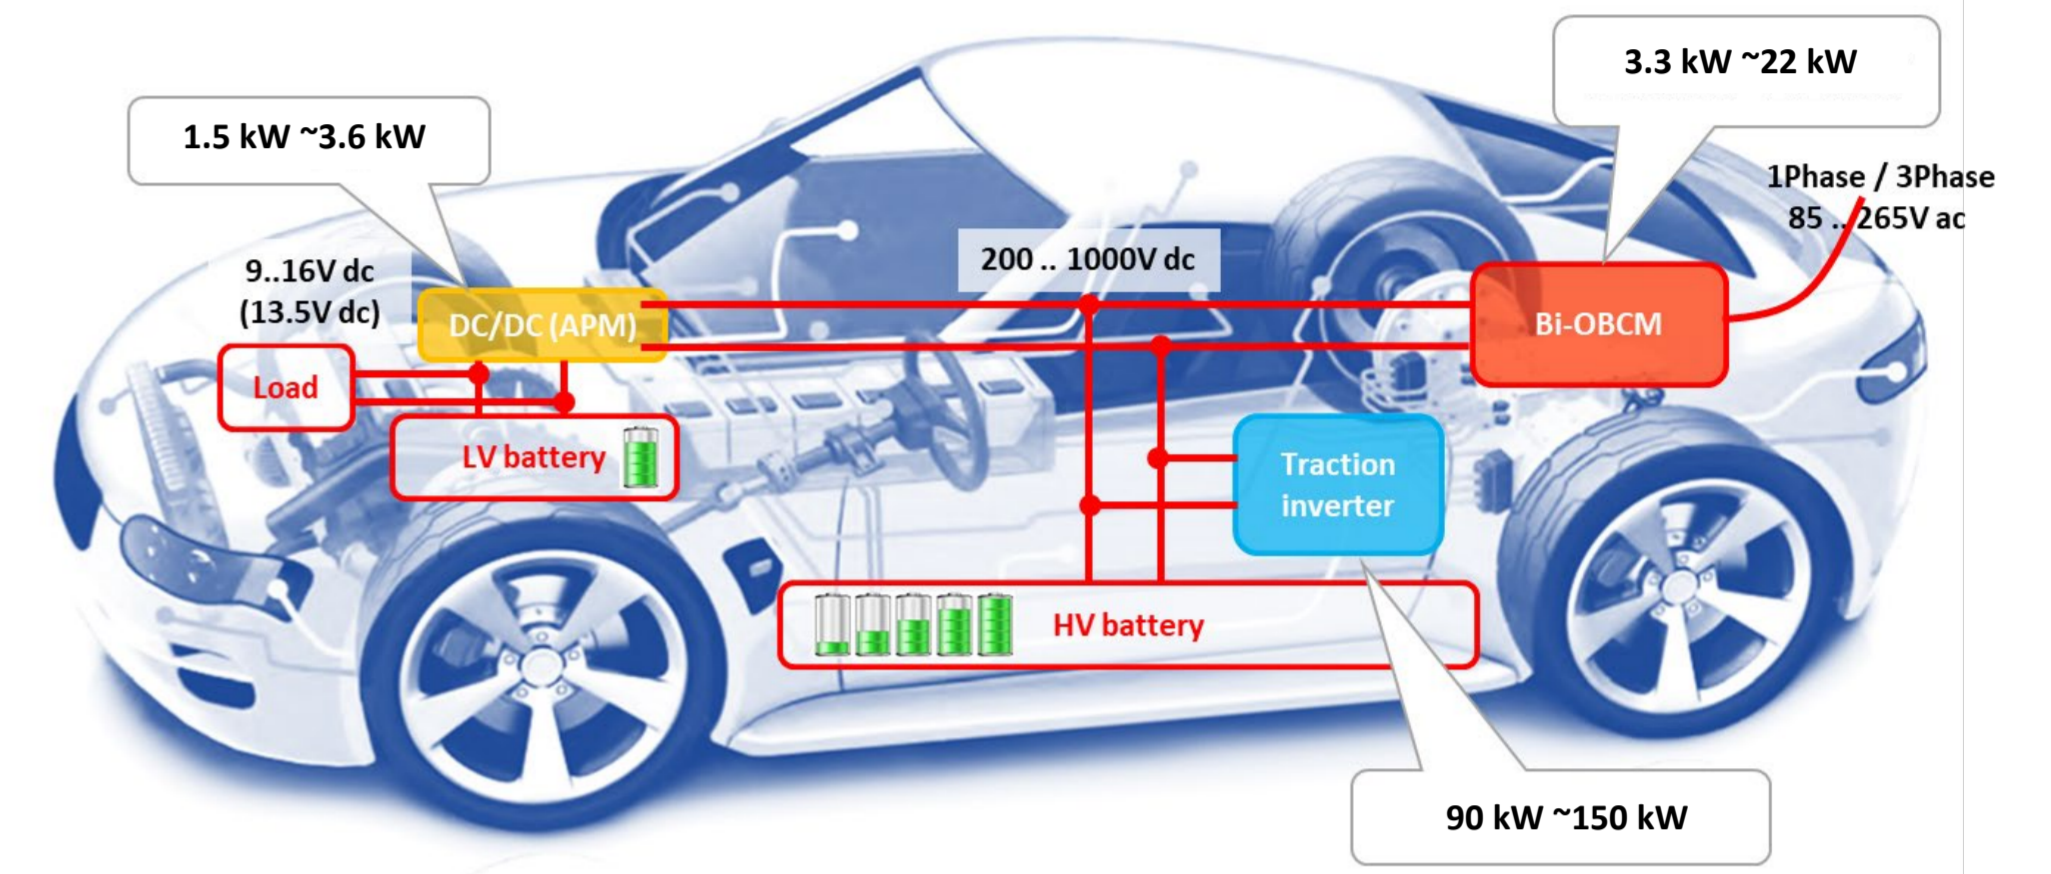 3.3 kW ~22 kW
1.5 kW ~3.6 kW
1Phase / 3Phase
85 .. 265V ac
200 .. 1000V dc
9..16V dc
(13.5V dc)
DC/DC (APM)
Bi-OBCM
Load
LV battery
Traction
inverter
HV battery
90 kW ~150 kW